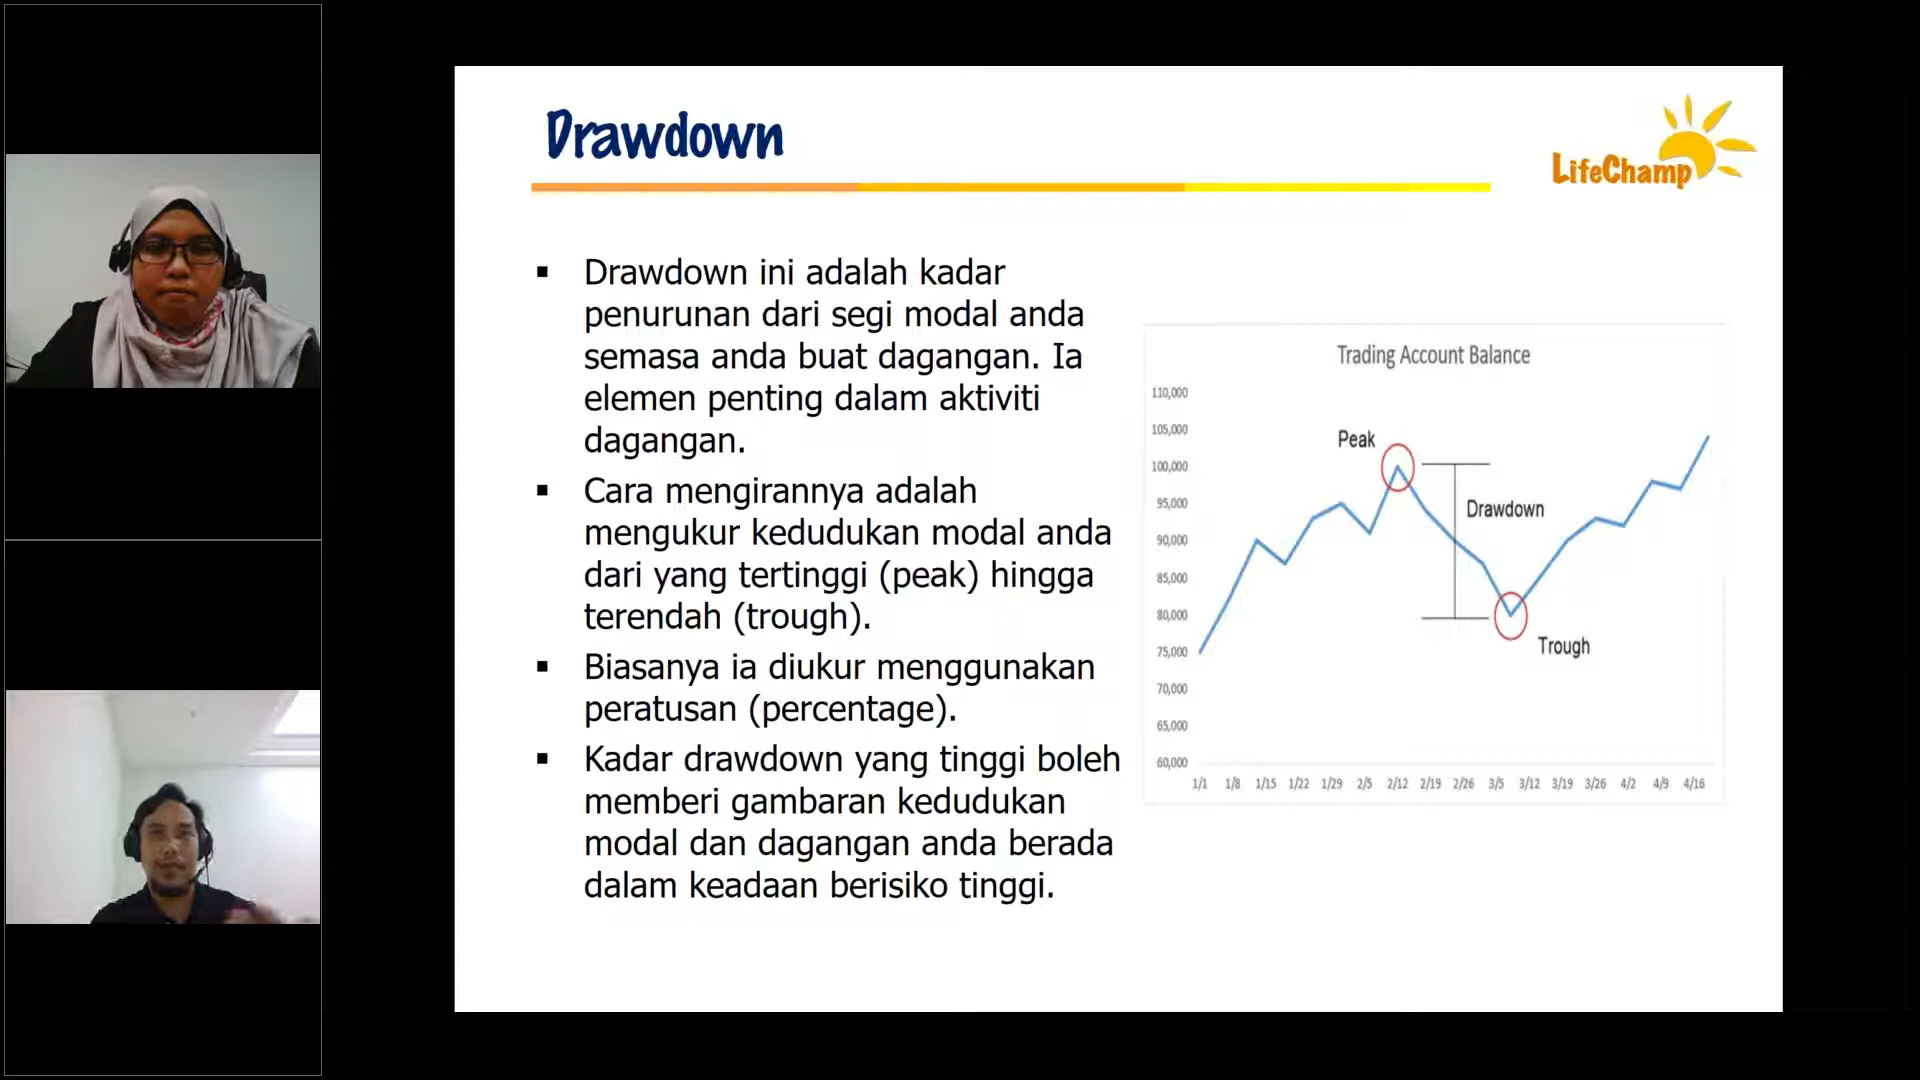 Drawdown
LifeChamp
▪ Drawdown ini adalah kadar
penurunan dari segi modal anda
semasa anda buat dagangan. Ia
elemen penting dalam aktiviti
dagangan.
▪ Cara mengirannya adalah
mengukur kedudukan modal anda
dari yang tertinggi (peak) hingga
terendah (trough).
▪ Biasanya ia diukur menggunakan
peratusan (percentage).
▪ Kadar drawdown yang tinggi boleh
memberi gambaran kedudukan
modal dan dagangan anda berada
dalam keadaan berisiko tinggi.
Trading Account Balance
110,000
105,000
100,000
95,000
90,000
85,000
80,000
75,000
70,000
65,000
60,000
Peak
Drawdown
Trough
1/1 1/8 1/15 1/22 1/29 2/5 2/12 2/19 2/26 3/5 3/12 3/19 3/26 4/2 4/9 4/16